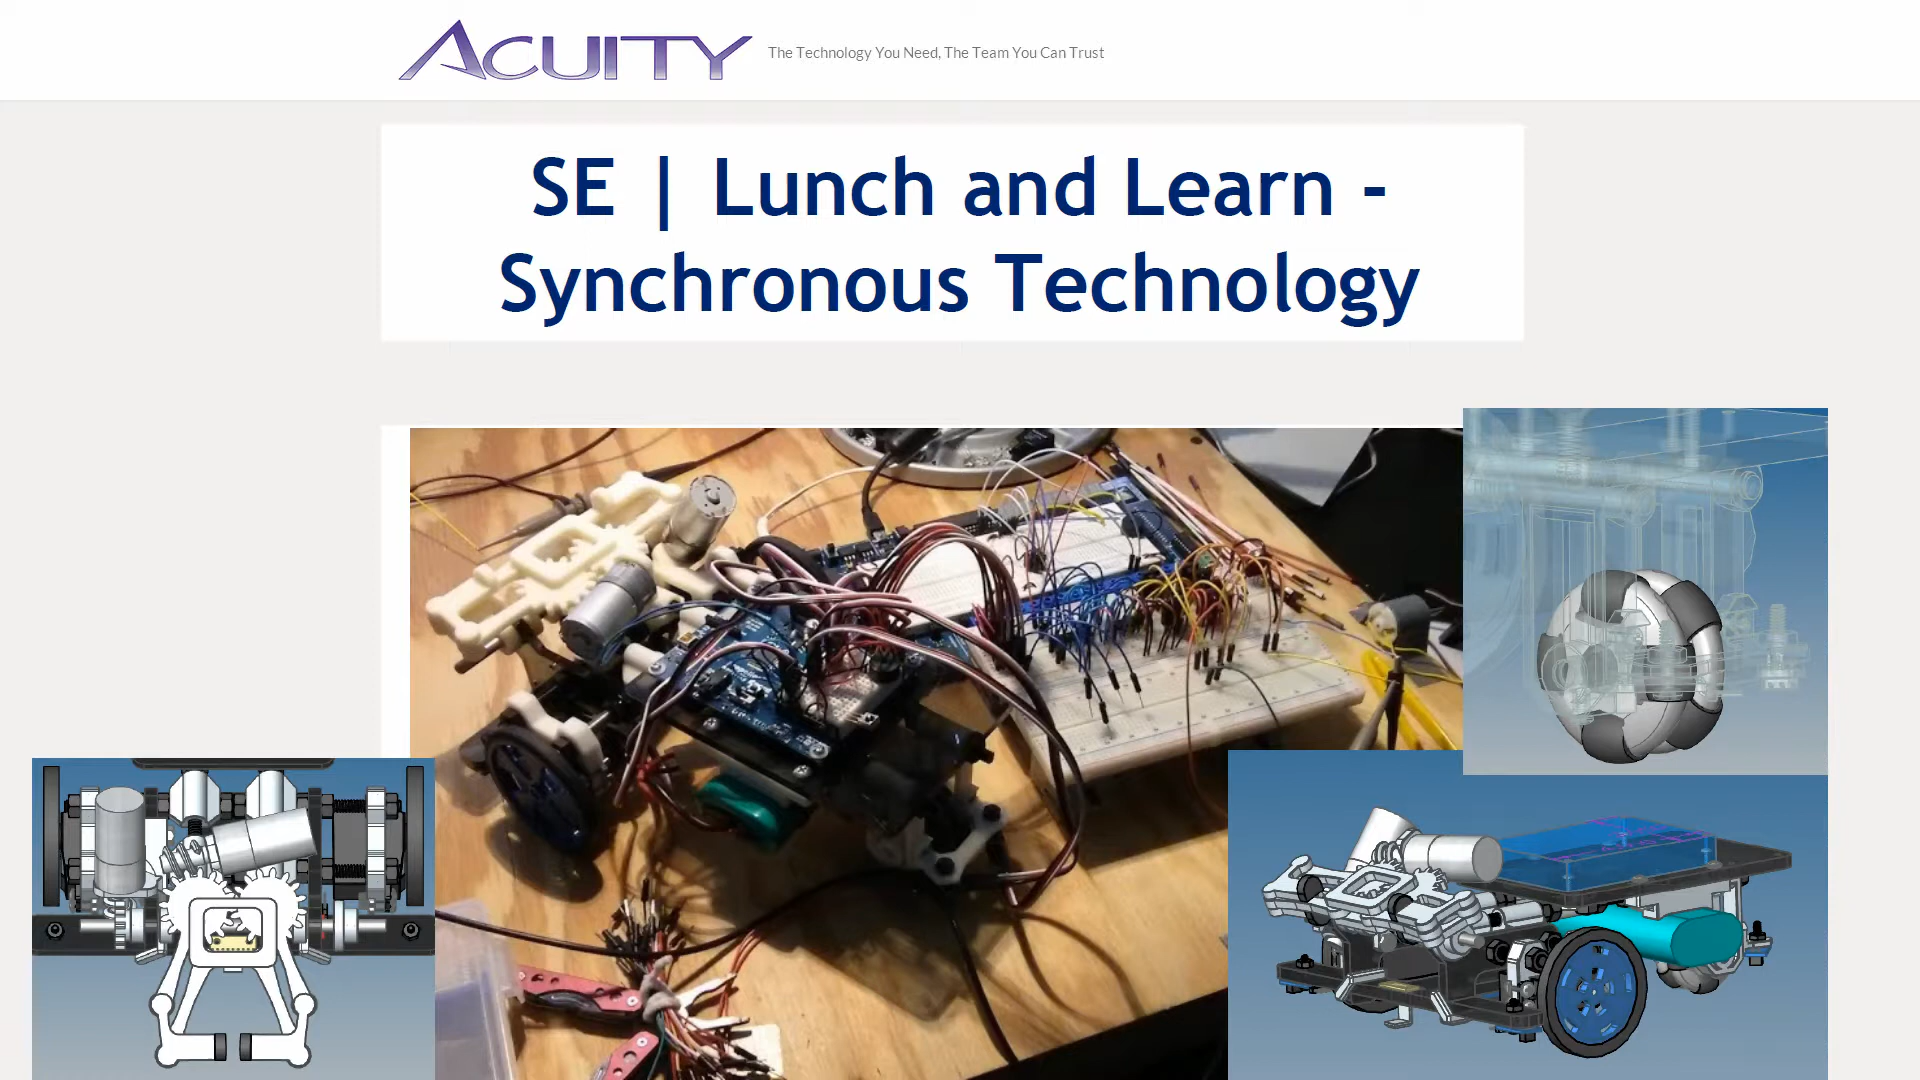 ACUITY The Technology You Need, The Team You Can Trust
SE | Lunch and Learn -
Synchronous Technology